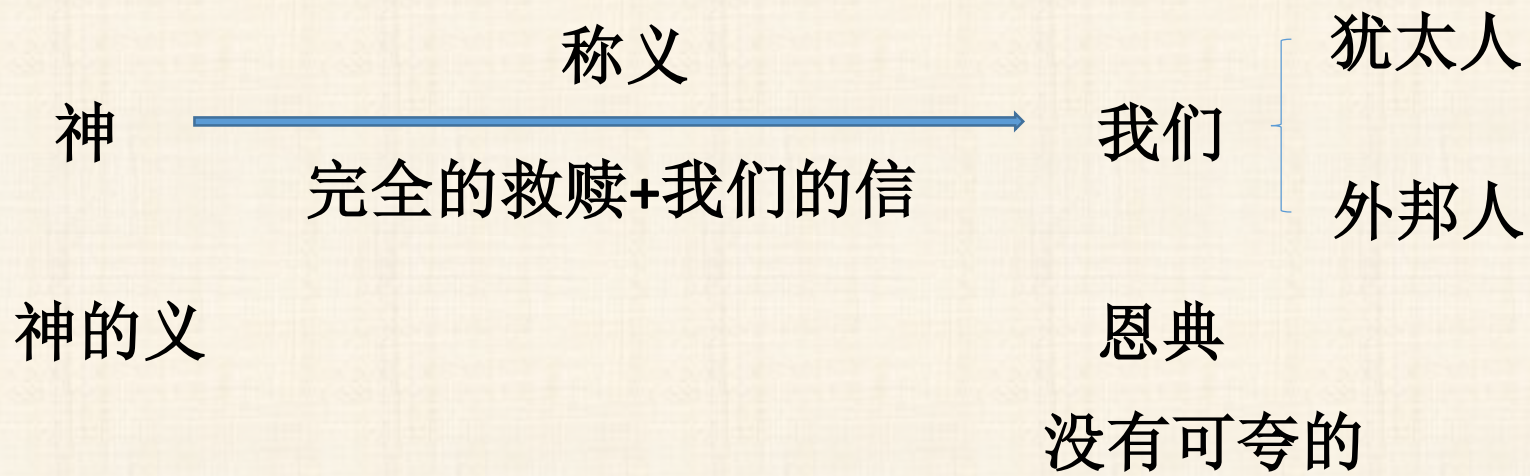 称义
犹太人
神
我们
完全的救赎+我们的信
外邦人
神的义
恩典
没有可夸的